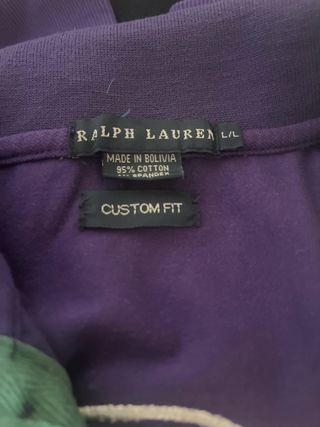 RALPH LAUREN L/L
MADE IN BOLIVIA
95% COTTON
SPANDEX
CUSTOM FIT